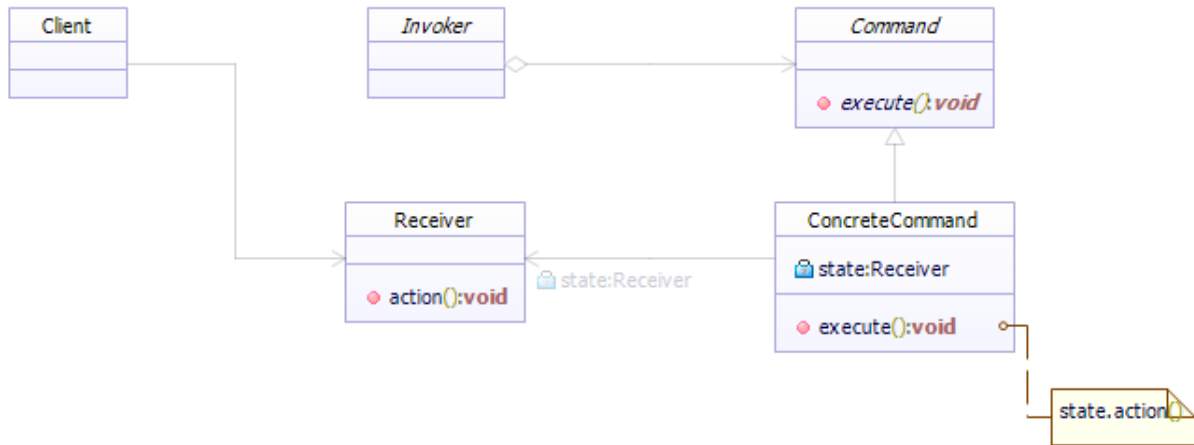 Client
Invoker
Command
execute():void
Receiver
action():void
state:Receiver
ConcreteCommand
state:Receiver
execute():void
state.action()